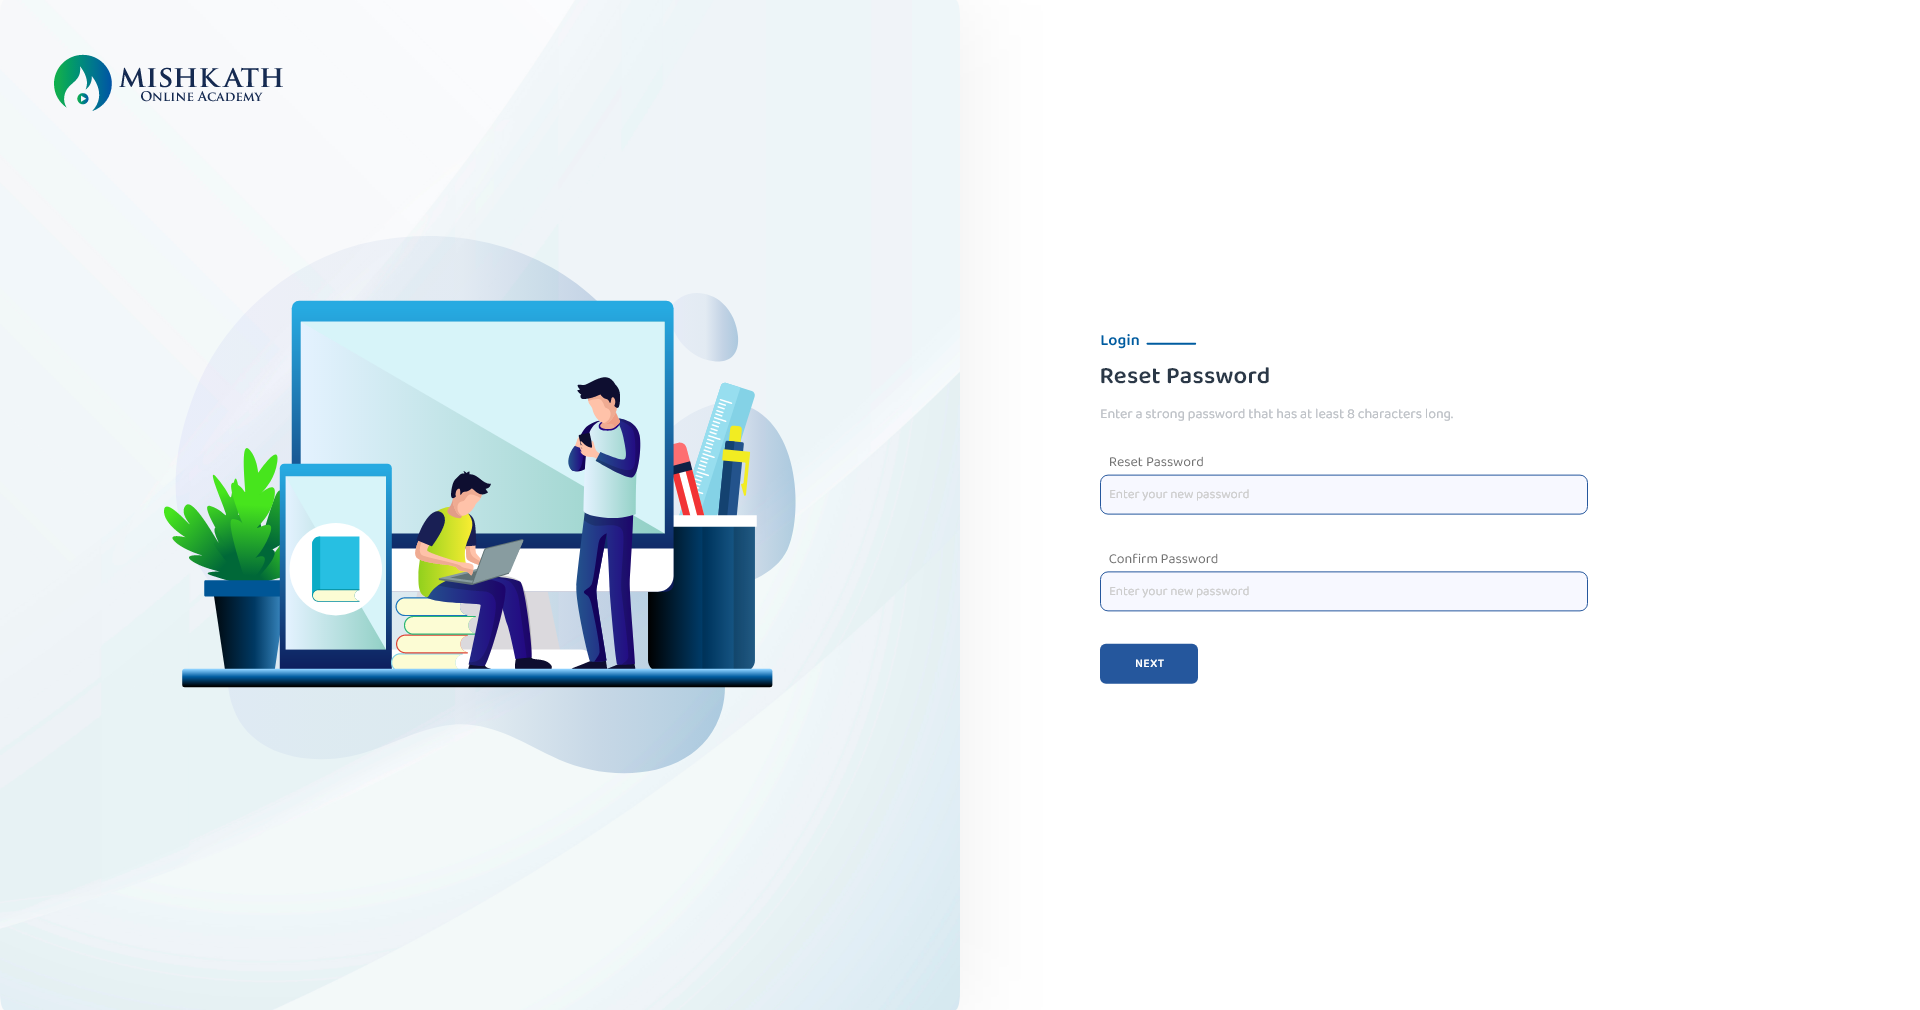 MISHKATH
ONLINE ACADEMY
Login
Reset Password
Enter a strong password that has at least 8 characters long.
Reset Password
Enter your new password
Confirm Password
Enter your new password
NEXT